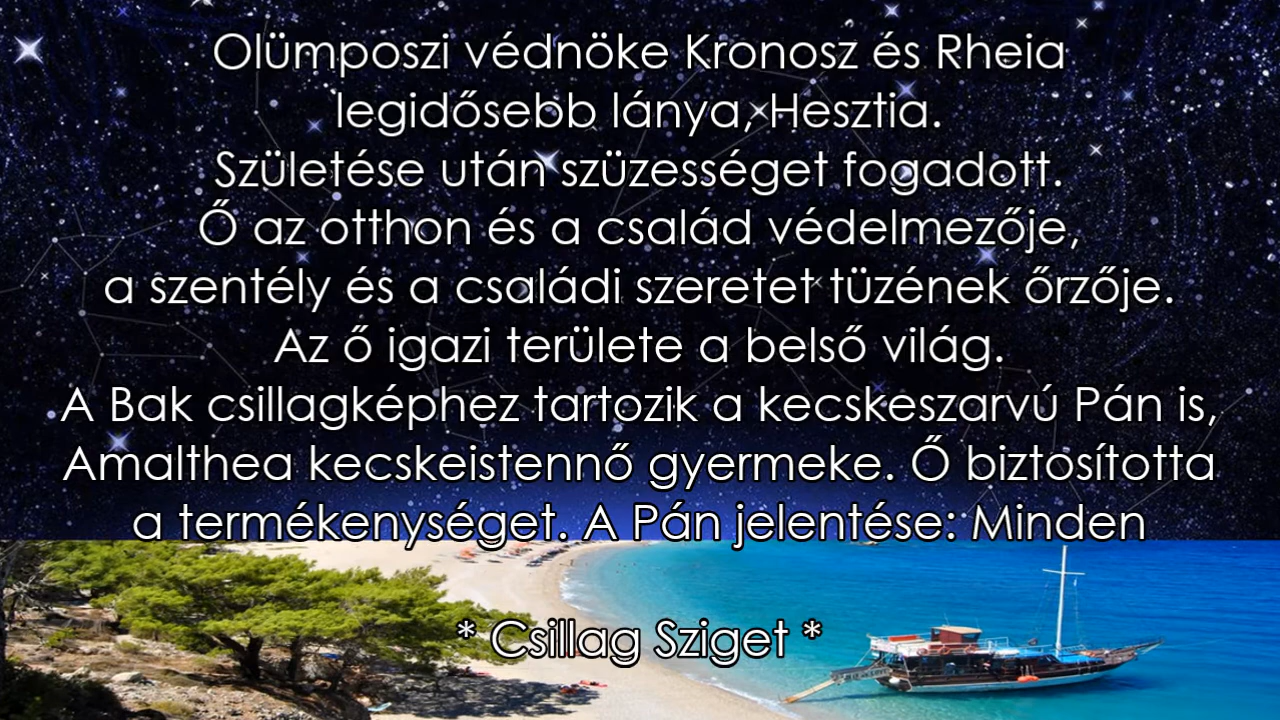 Olümposzi védnöke Kronosz és Rheia
legidősebb lánya, Hesztia.
Születése után szüzességet fogadott.
Ő az otthon és a család védelmezője,
a szentély és a családi szeretet tüzének őrzője.
Az ő igazi területe a belső világ.
A Bak csillagképhez tartozik a kecskeszarvú Pán is,
Amalthea kecskeistennő gyermeke. Ő biztosította
a termékenységet. A Pán jelentése: Minden
* Csillag Sziget *